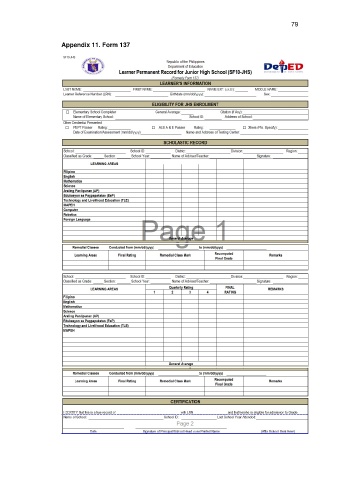 79
Appendix 11. Form 137
SF10-JHS
Republic of the Philippines
Department of Education
Learner Permanent Record for Junior High School (SF10-JHS)
(Formerly Form 137)
DepED
LEARNER'S INFORMATION
LAST NAME: FIRST NAME: NAME EXT. (Jr,I,II) MIDDLE NAME:
Learner Reference Number (LRN): Birthdate (mm/dd/yyyy): Sex:
ELIGIBILITY FOR JHS ENROLMENT
Elementary School Completer General Average: Citation (If Any):
Name of Elementary School: School ID: Address of School:
Other Credential Presented
PEPT Passer Rating: ALS A & E Passer Rating: Others (Pls. Specify):
Date of Examination/Assessment (mm/dd/yyyy): Name and Address of Testing Center:
SCHOLASTIC RECORD
School: School ID: District: Division: Region:
Classified as Grade: Section: School Year: Name of Adviser/Teacher: Signature:
LEARNING AREAS
Filipino
English
Mathematics
Science
Araling Panlipunan (AP)
Edukasyon sa Pagpapakatao (EsP)
Technology and Livelihood Education (TLE)
MAPEH
Computer
Robotics
Foreign Language
Page 1
General Average
Remedial Classes Conducted from (mm/dd/yyyy) to (mm/dd/yyyy)
Learning Areas Final Rating Remedial Class Mark Recomputed Final Grade Remarks
School: School ID: District: Division: Region:
Classified as Grade: Section: School Year: Name of Adviser/Teacher: Signature:
LEARNING AREAS Quarterly Rating FINAL RATING REMARKS
1 2 3 4
Filipino
English
Mathematics
Science
Araling Panlipunan (AP)
Edukasyon sa Pagpapakatao (EsP)
Technology and Livelihood Education (TLE)
MAPEH
General Average
Remedial Classes Conducted from (mm/dd/yyyy) to (mm/dd/yyyy)
Learning Areas Final Rating Remedial Class Mark Recomputed Final Grade Remarks
CERTIFICATION
I CERTIFY that this is a true record of with LRN and that he/she is eligible for admission to Grade
Name of School: School ID: Last School Year Attended:
Page 2
Date Signature of Principal/School Head over Printed Name (Affix School Seal here)